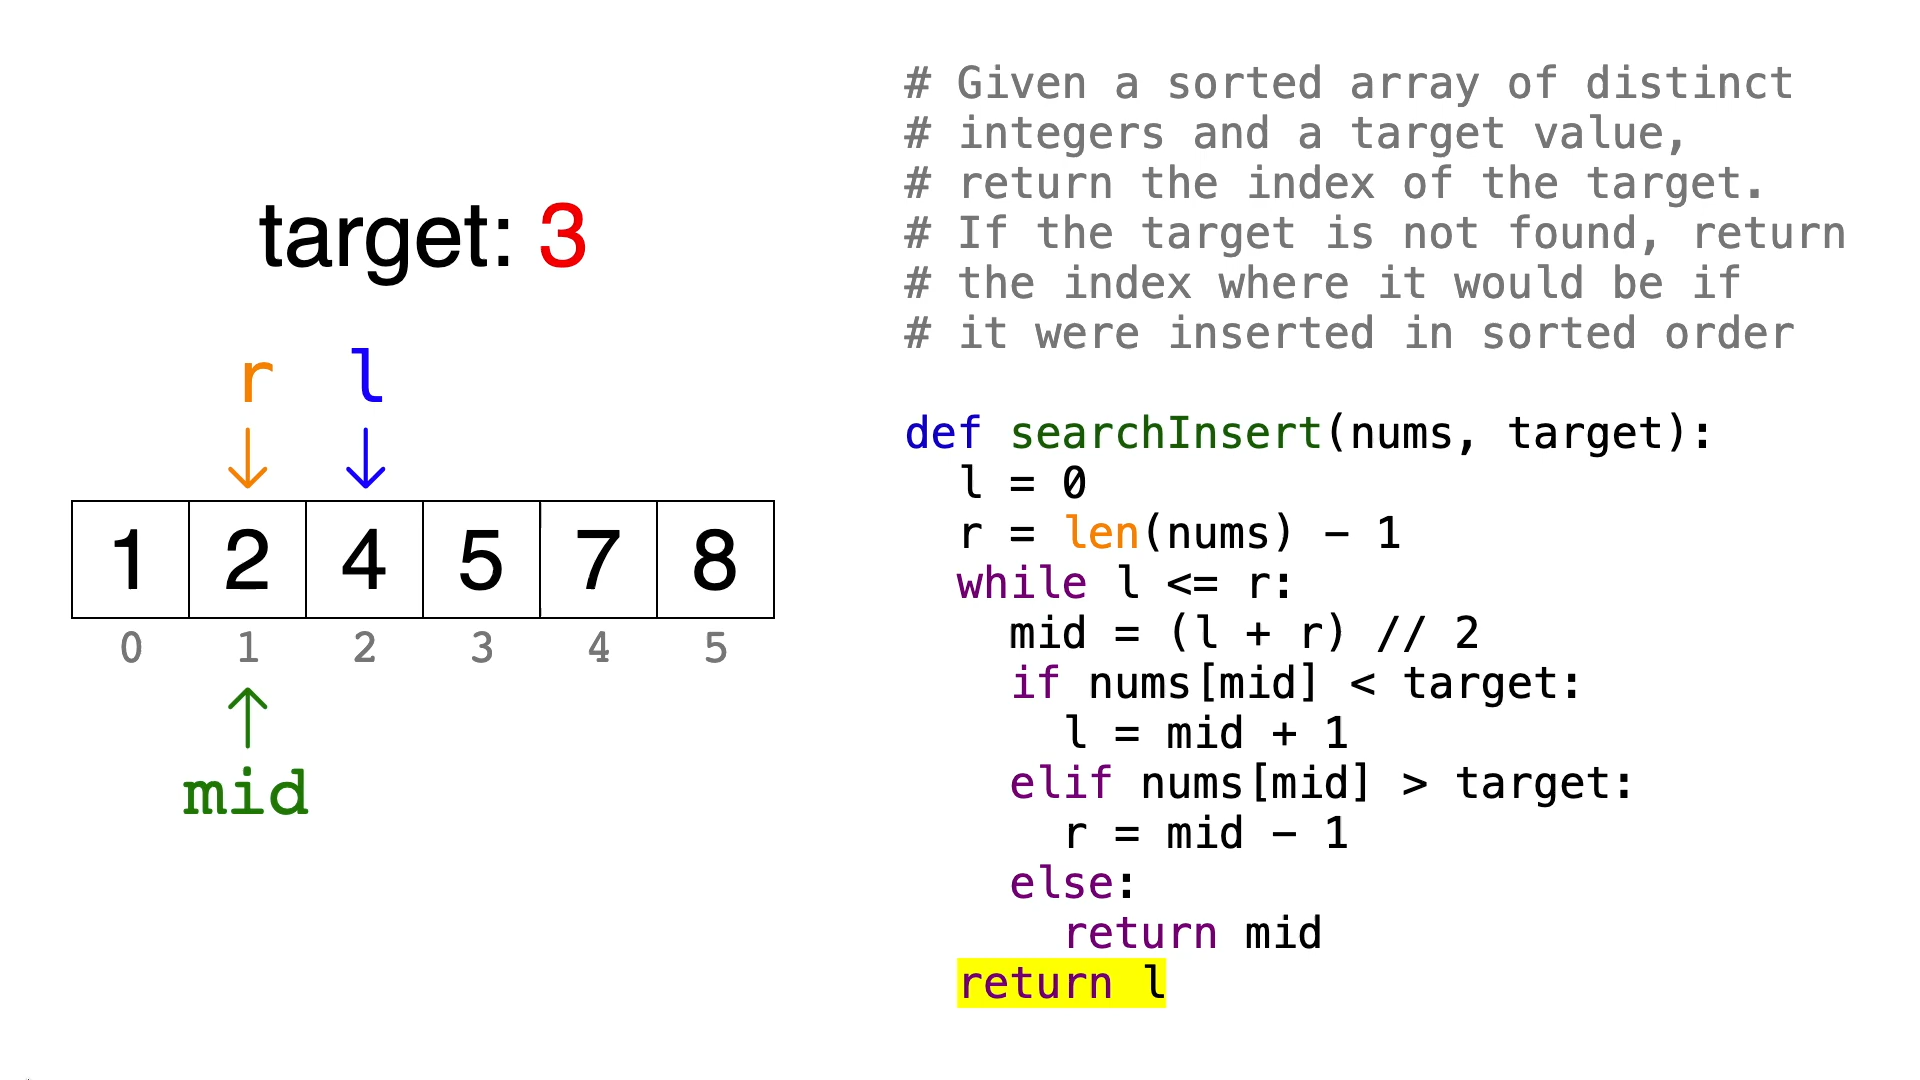 target: 3
r l
1 2 4 5 7 8
0 1 2 3 4 5
mid
# Given a sorted array of distinct
# integers and a target value,
# return the index of the target.
# If the target is not found, return
# the index where it would be if
# it were inserted in sorted order
def searchInsert(nums, target):
  l = 0
  r = len(nums) - 1
  while l <= r:
    mid = (l + r) // 2
    if nums[mid] < target:
      l = mid + 1
    elif nums[mid] > target:
      r = mid - 1
    else:
      return mid
  return l